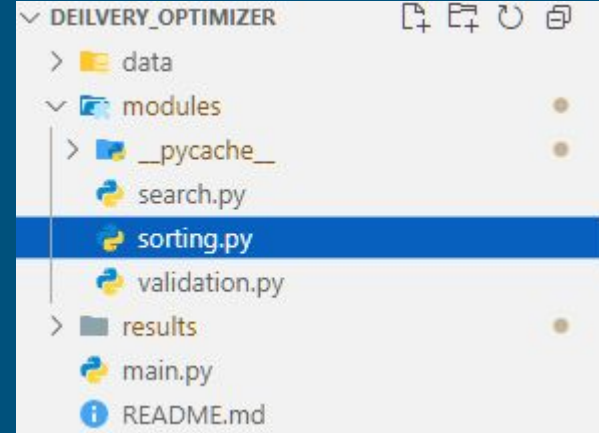 DEILVERY_OPTIMIZER
data
modules
__pycache__
search.py
sorting.py
validation.py
results
main.py
README.md